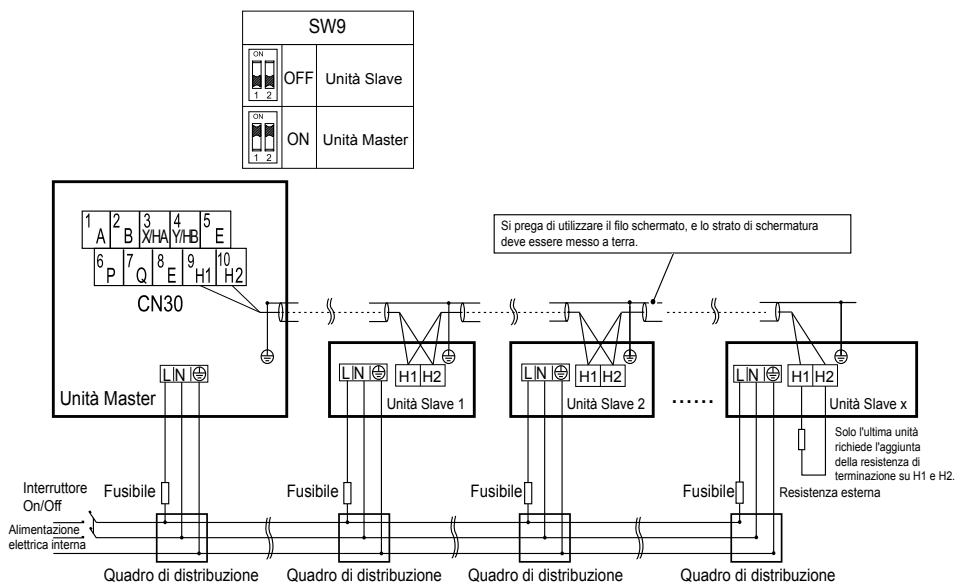 SW9
ON
1 2
OFF
Unità Slave
ON
1 2
ON
Unità Master
1 A
2 B
3 X/HA
4 Y/HB
5 E
6 P
7 Q
8 E
9 H1
10 H2
CN30
Si prega di utilizzare il filo schermato, e lo strato di schermatura
deve essere messo a terra.
L N
Unità Master
L N
H1 H2
Unità Slave 1
L N
H1 H2
Unità Slave 2
......
L N
H1 H2
Unità Slave x
Solo l'ultima unità
richiede l'aggiunta
della resistenza di
terminazione su H1 e H2.
Resistenza esterna
Interruttore
On/Off
Fusibile
Fusibile
Fusibile
Fusibile
Alimentazione
elettrica interna
Quadro di distribuzione
Quadro di distribuzione
Quadro di distribuzione
Quadro di distribuzione